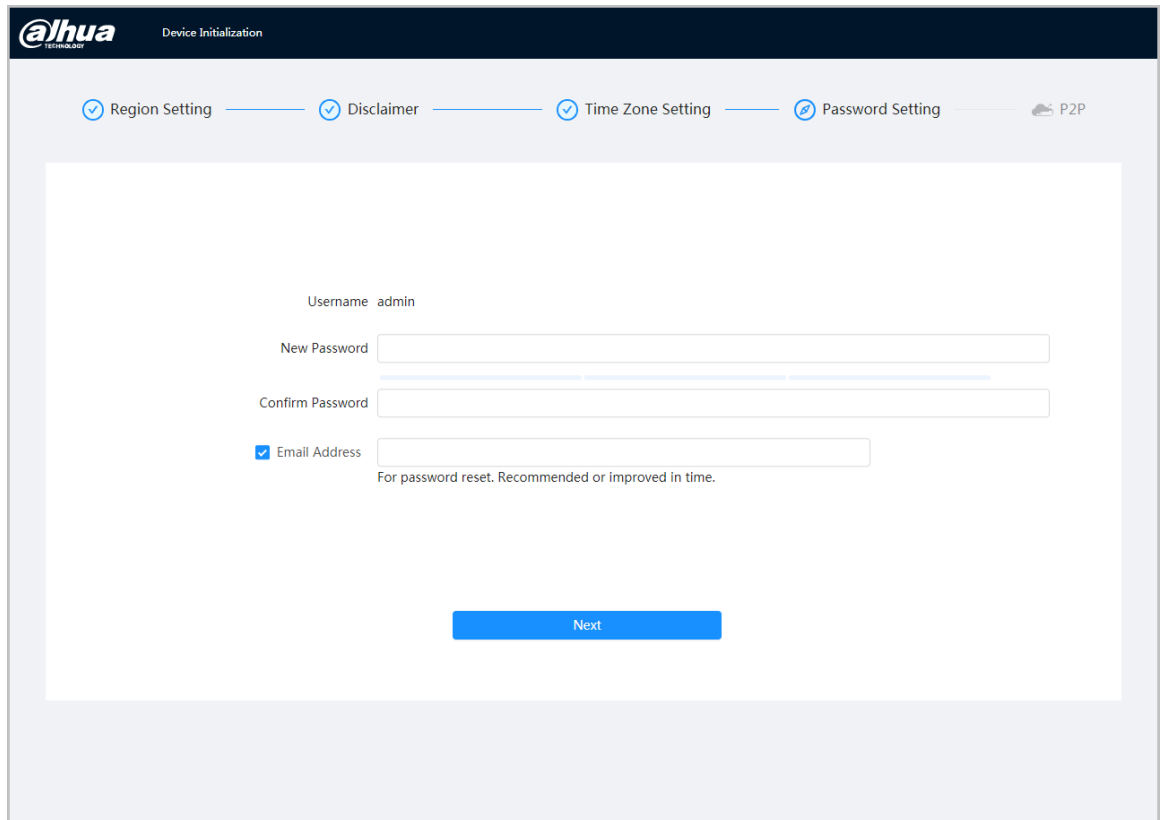 alhua
TECHNOLOGY
Device Initialization
Region Setting
Disclaimer
Time Zone Setting
Password Setting
P2P
Username admin
New Password
Confirm Password
Email Address
For password reset. Recommended or improved in time.
Next